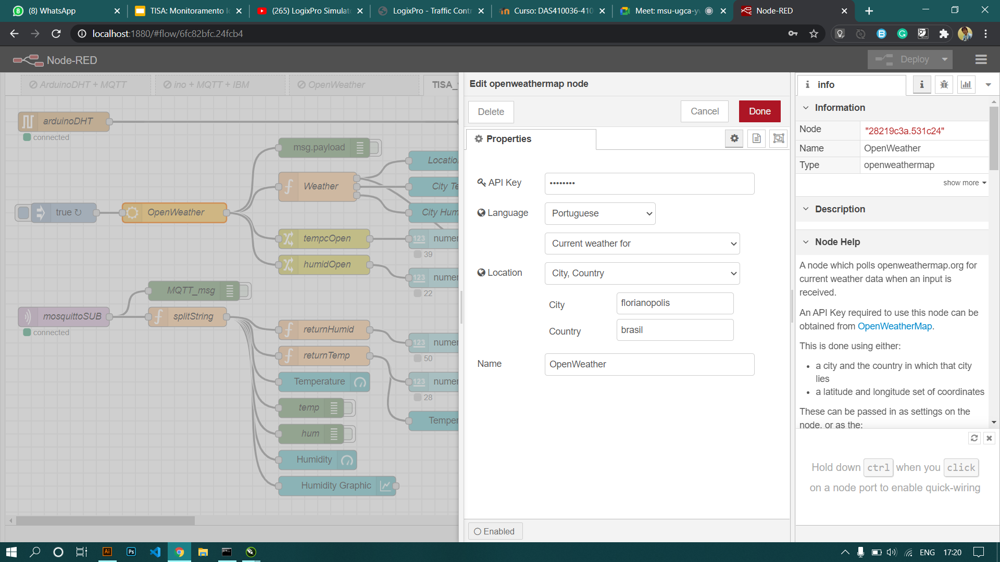 (8) WhatsApp
TISA: Monitoramento
(265) LogixPro Simulat
LogixPro - Traffic Contr
Curso: DAS410036-410
Meet: msu-ugca-y
Node-RED
localhost:1880/#flow/6fc82bfc.24fcb4
Node-RED
Deploy
ArduinoDHT + MQTT
ino + MQTT + IBM
OpenWeather
TISA_
arduinoDHT
connected
msg.payload
Locatio
Weather
City Te
true ↻
OpenWeather
City Hum
tempcOpen
123 numer
39
humidOpen
123 numer
22
MQTT_msg
mosquittoSUB
splitString
connected
returnHumid
123 numer
50
returnTemp
Temperature
123 numer
28
temp
Temper
hum
Humidity
Humidity Graphic
Edit openweathermap node
Delete
Cancel
Done
Properties
API Key
••••••••
Language
Portuguese
Current weather for
Location
City, Country
City
florianopolis
Country
brasil
Name
OpenWeather
Enabled
info
Information
Node "28219c3a.531c24"
Name OpenWeather
Type openweathermap
show more
Description
Node Help
A node which polls openweathermap.org for
current weather data when an input is
received.
An API Key required to use this node can be
obtained from OpenWeatherMap.
This is done using either:
• a city and the country in which that city
lies
• a latitude and longitude set of coordinates
These can be passed in as settings on the
node, or as the:
Hold down ctrl when you click
on a node port to enable quick-wiring
Ai
Ps
ENG
17:20